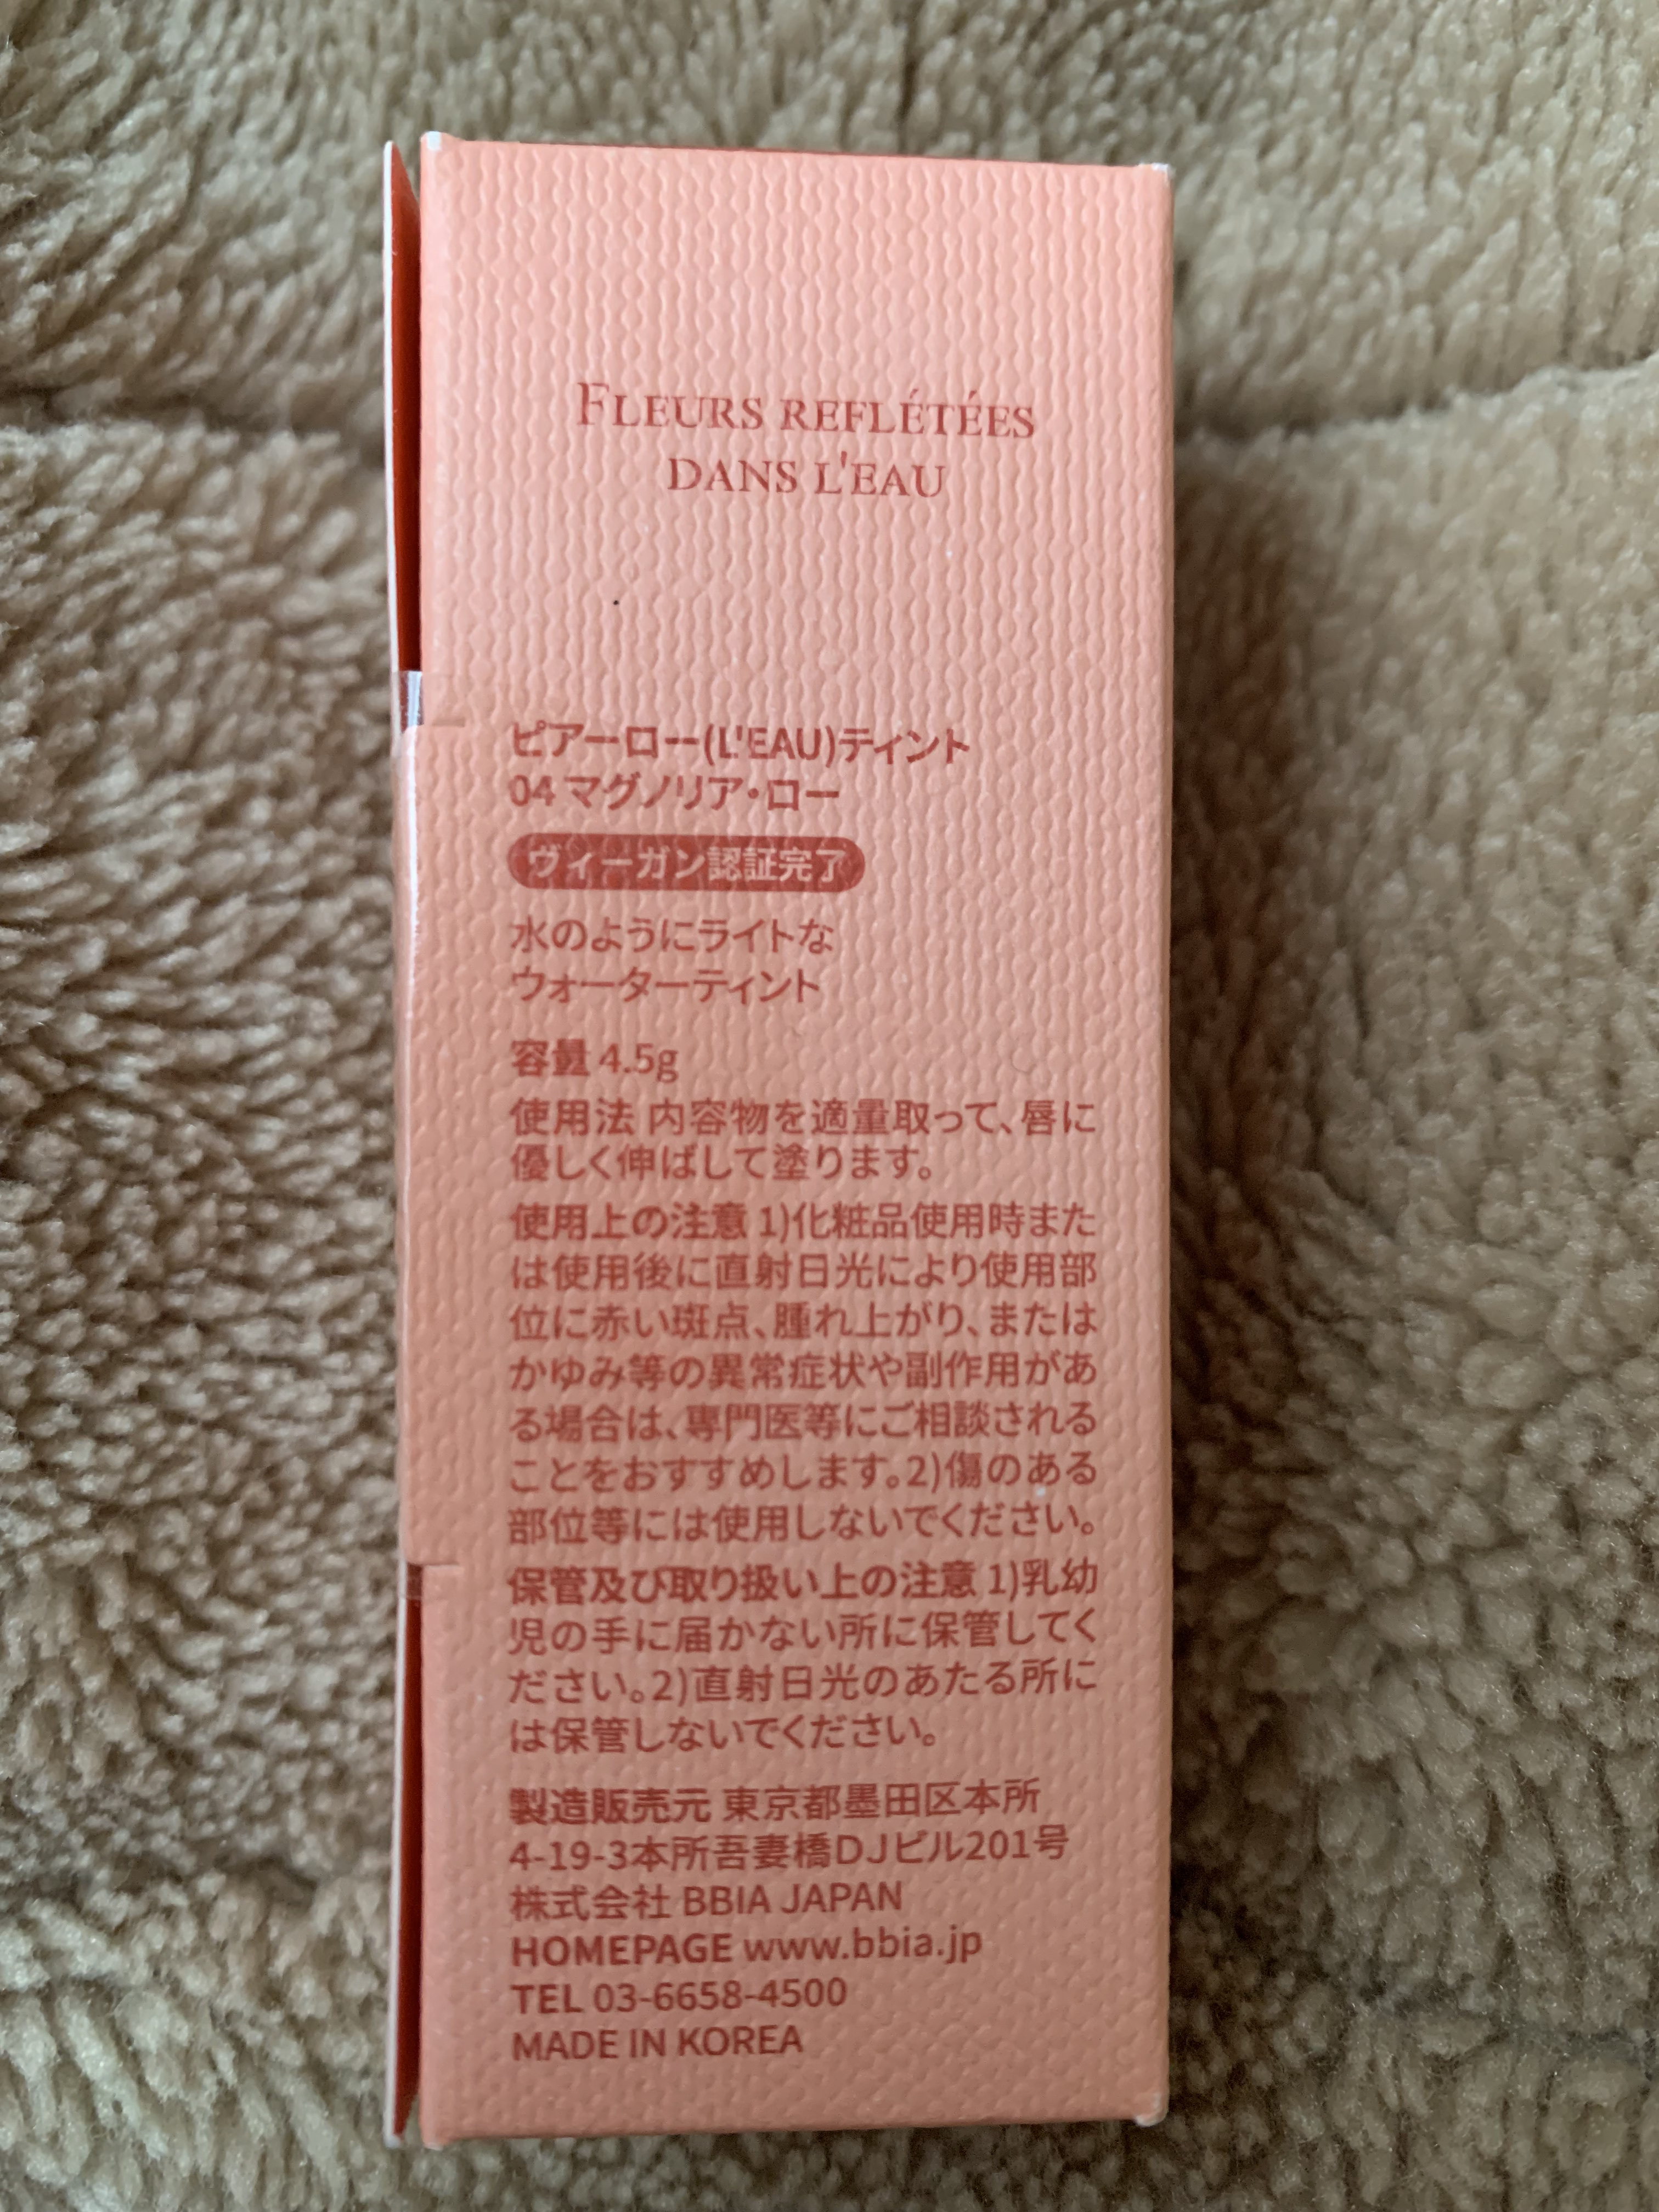 FLEURS REFLÉTÉES
DANS L'EAU
ピアーロー(L'EAU)ティント
04 マグノリア・ロー
ヴィーガン認証完了
水のようにライトな
ウォーターティント
容量 4.5g
使用法 内容物を適量取って、唇に
優しく伸ばして塗ります。
使用上の注意 1)化粧品使用時また
は使用後に直射日光により使用部
位に赤い斑点、腫れ上がり、または
かゆみ等の異常症状や副作用があ
る場合は、専門医等にご相談される
ことをおすすめします。2)傷のある
部位等には使用しないでください。
保管及び取り扱い上の注意 1)乳幼
児の手に届かない所に保管してく
ださい。2)直射日光のあたる所に
は保管しないでください。
製造販売元 東京都墨田区本所
4-19-3本所吾妻橋DJビル201号
株式会社 BBIA JAPAN
HOMEPAGE www.bbia.jp
TEL 03-6658-4500
MADE IN KOREA